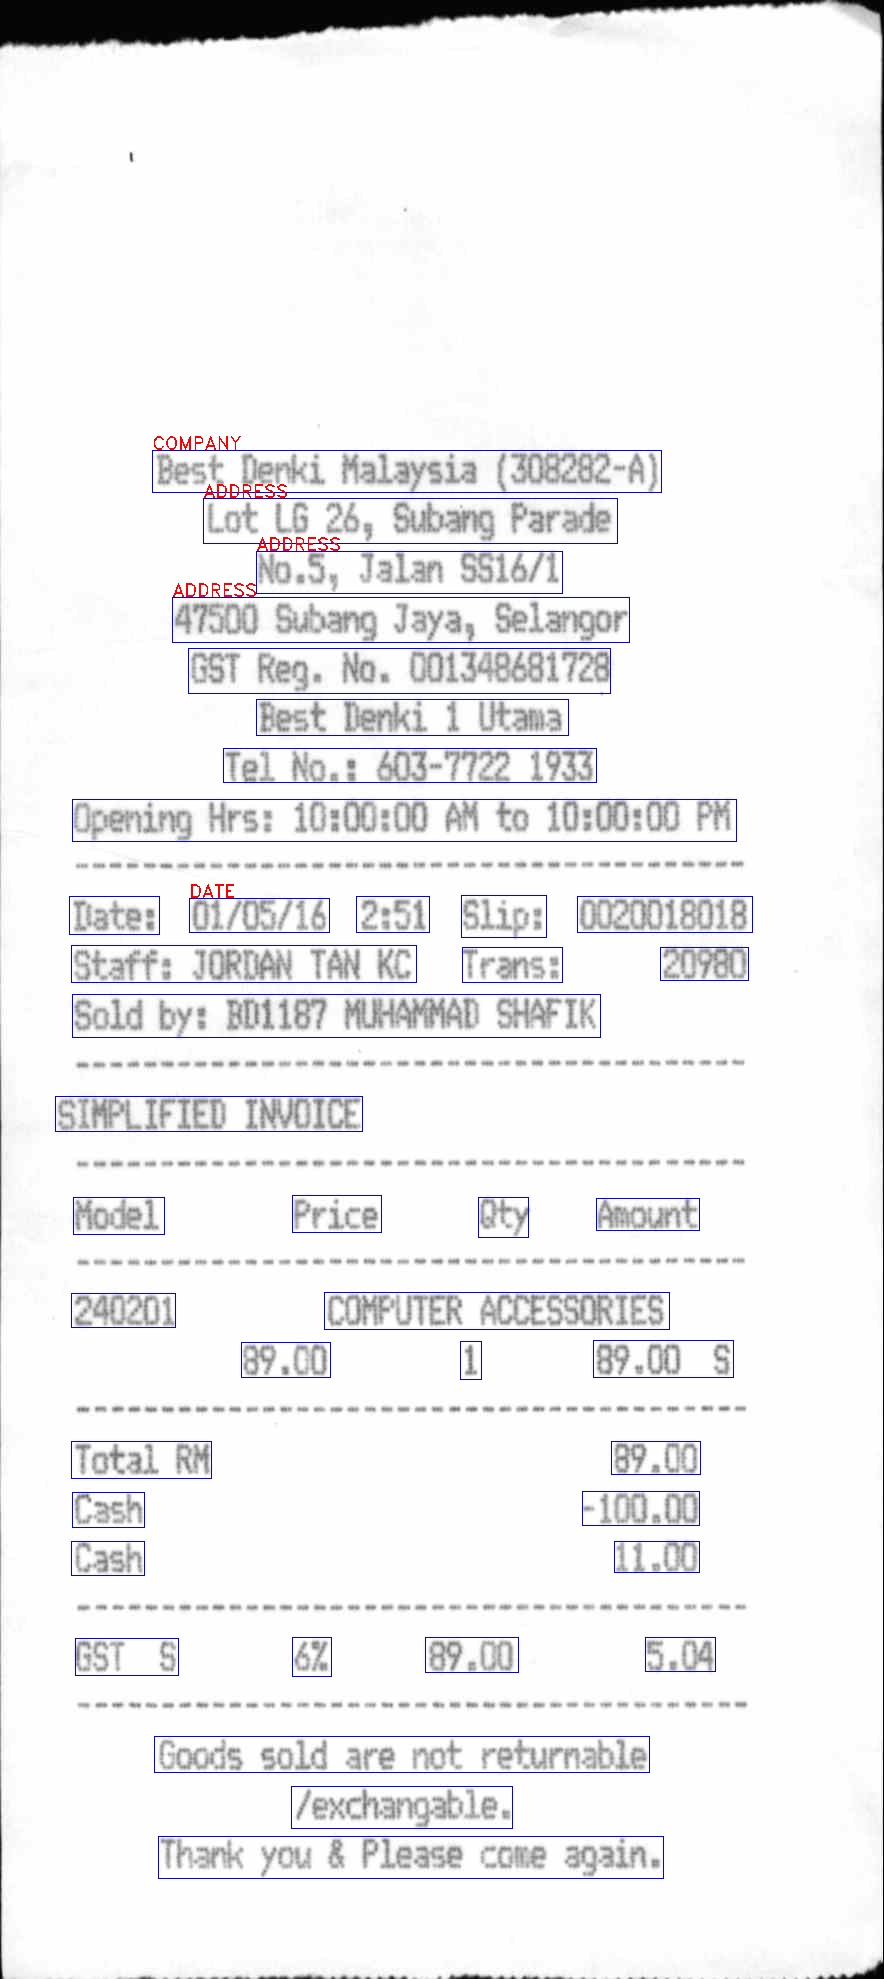 COMPANY
Best Denki Malaysia (308282-A)
ADDRESS
Lot LG 26, Subang Parade
ADDRESS
No.5, Jalan SS16/1
ADDRESS
47500 Subang Jaya, Selangor
GST Reg. No. 001348681728
Best Denki 1 Utama
Tel No.: 603-7722 1933
Opening Hrs: 10:00:00 AM to 10:00:00 PM
DATE
Date: 01/05/16 2:51 Slip: 0020018018
Staff: JORDAN TAN KC Trans: 20980
Sold by: BD1187 MUHAMMAD SHAFIK
SIMPLIFIED INVOICE
Model Price Qty Amount
240201 COMPUTER ACCESSORIES
89.00 1 89.00 S
Total RM 89.00
Cash -100.00
Cash 11.00
GST S 6% 89.00 5.04
Goods sold are not returnable
/exchangable.
Thank you & Please come again.